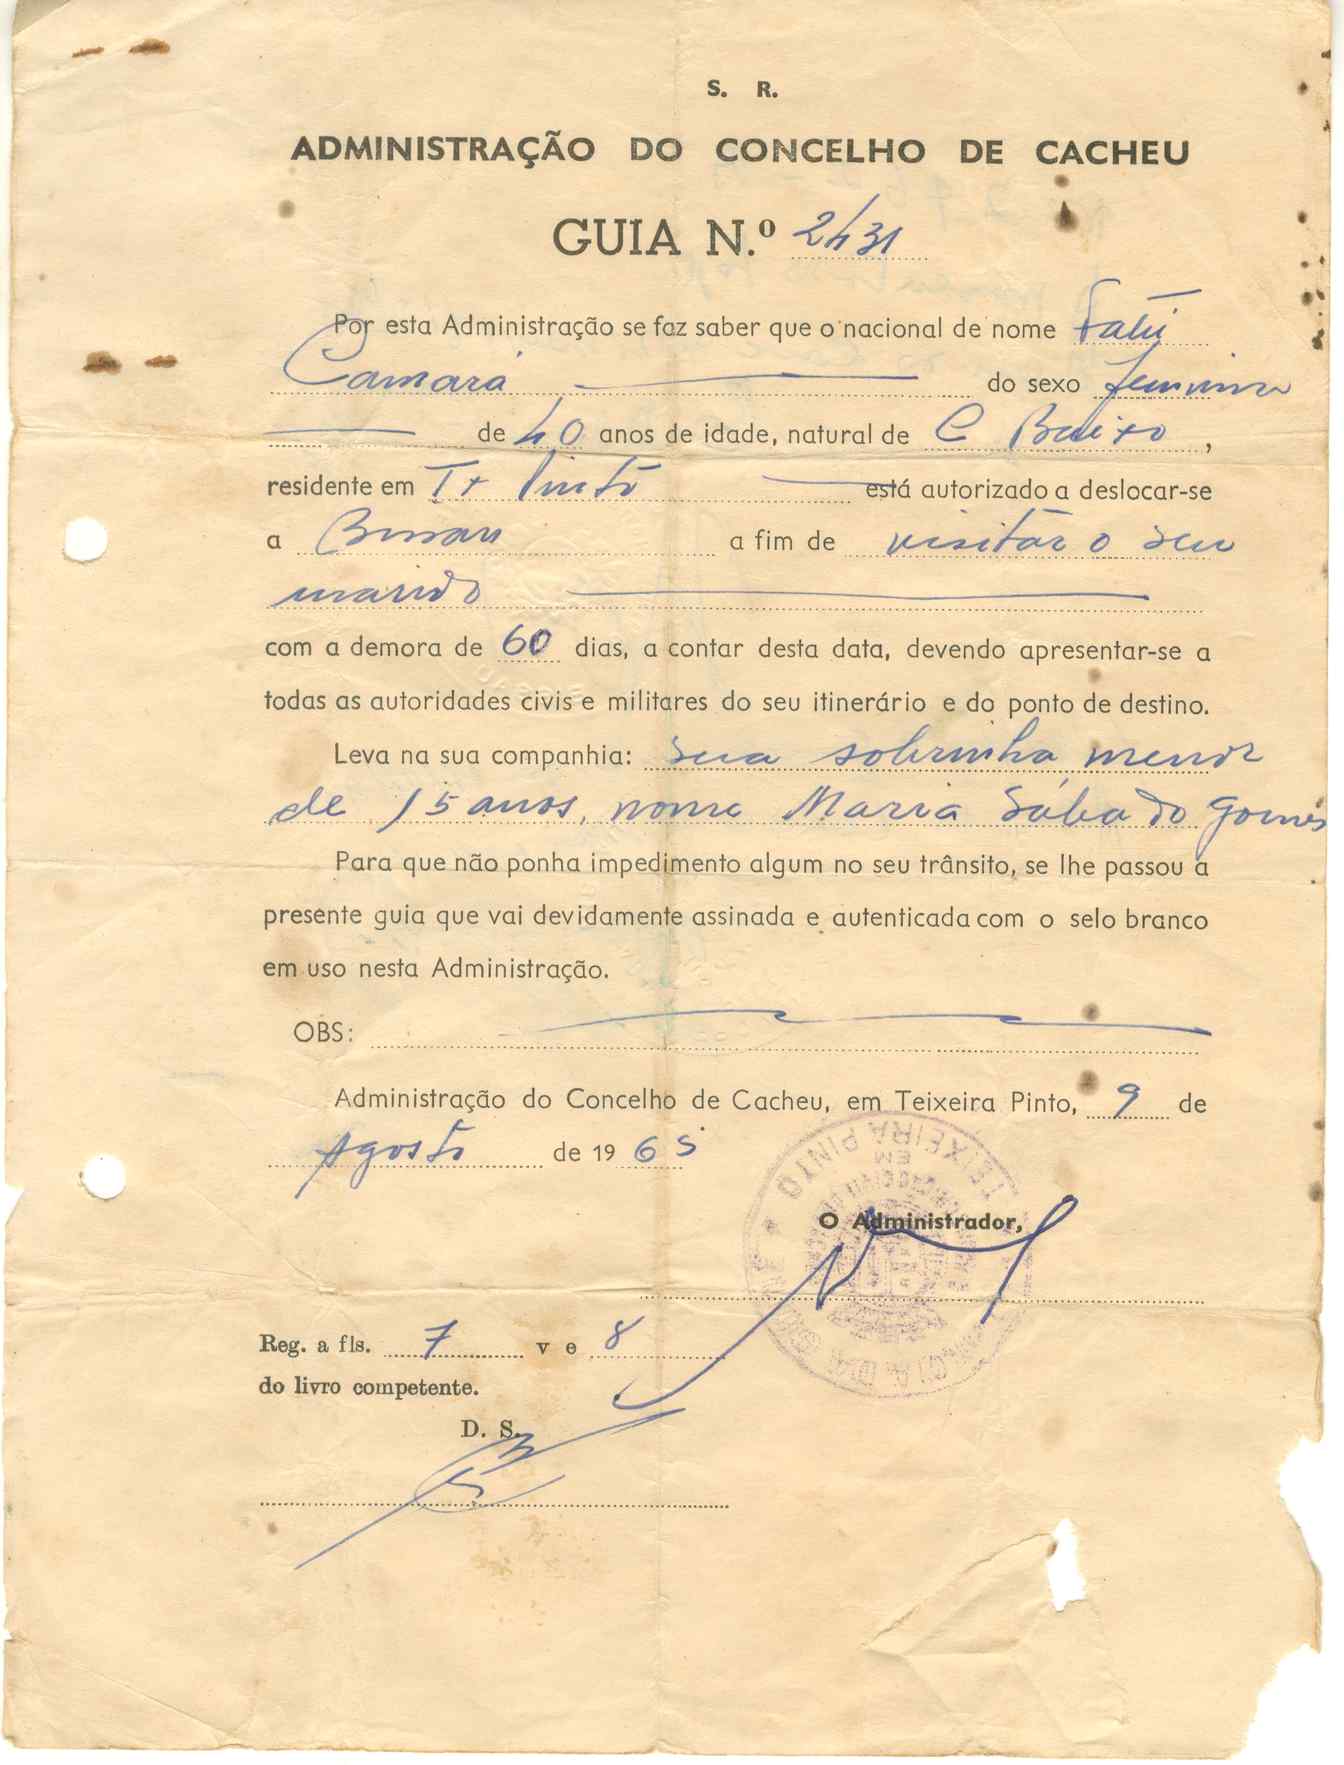 S. R.
ADMINISTRAÇÃO DO CONCELHO DE CACHEU
GUIA N.º 2431
Por esta Administração se faz saber que o nacional de nome Fatú
Camará do sexo feminino
de 40 anos de idade, natural de C Baixo,
residente em Tx Pinto está autorizado a deslocar-se
a Bissau a fim de visitar o seu
marido
com a demora de 60 dias, a contar desta data, devendo apresentar-se a
todas as autoridades civis e militares do seu itinerário e do ponto de destino.
Leva na sua companhia: sua sobrinha menor
de 15 anos, nome Maria Sábado Gomes
Para que não ponha impedimento algum no seu trânsito, se lhe passou a
presente guia que vai devidamente assinada e autenticada com o selo branco
em uso nesta Administração.
OBS:
Administração do Concelho de Cacheu, em Teixeira Pinto, 9 de
Agosto de 1965
TEIXEIRA PINTO
EM
O Administrador,
Reg. a fls. 7 v e 8
do livro competente.
D. S.